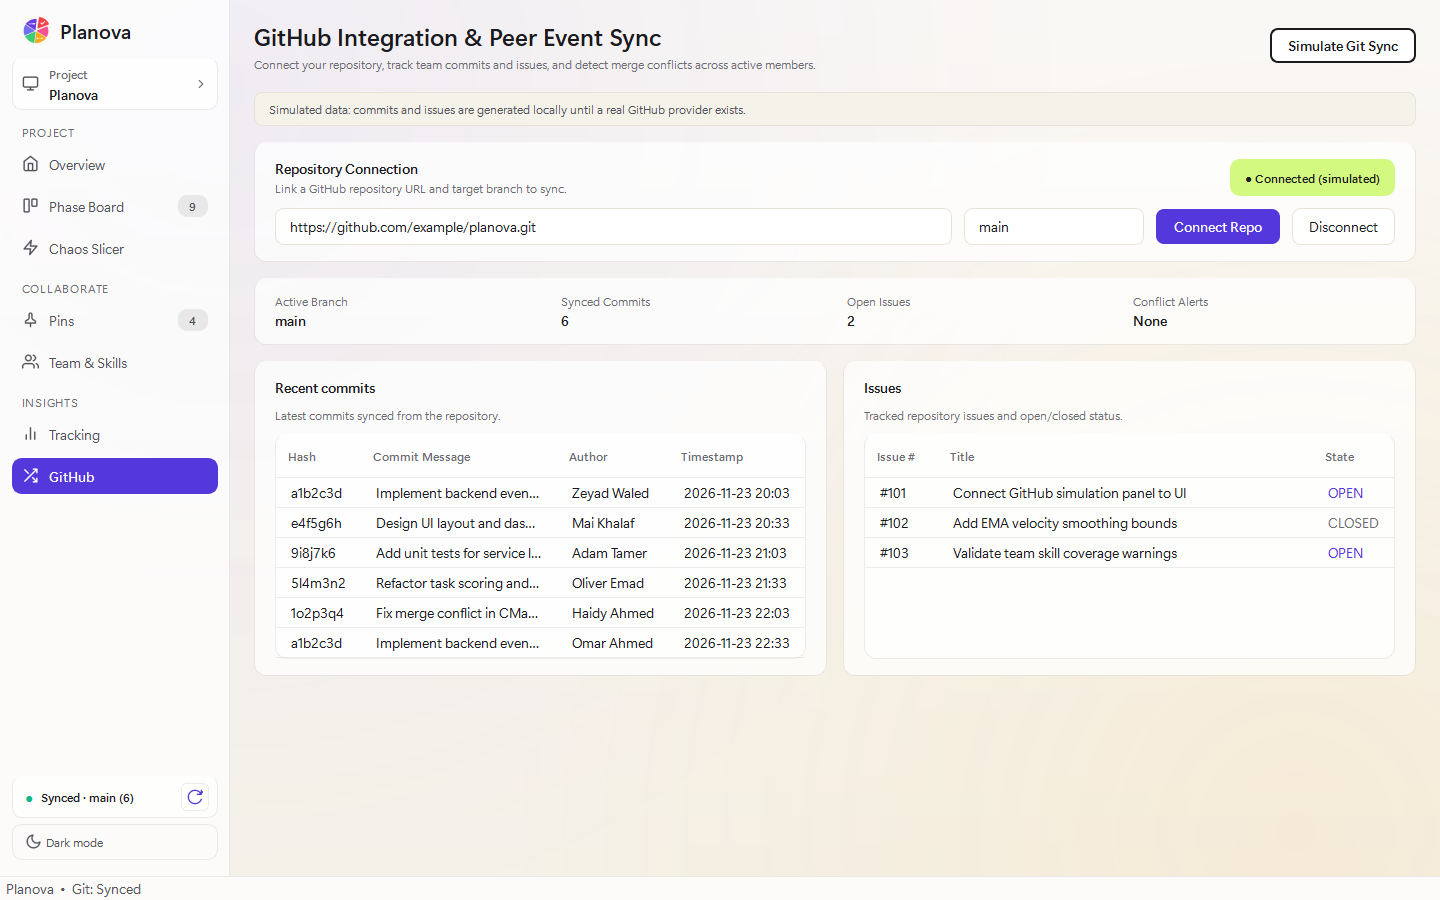 Planova
Project
Planova
PROJECT
Overview
Phase Board 9
Chaos Slicer
COLLABORATE
Pins 4
Team & Skills
INSIGHTS
Tracking
GitHub
Synced · main (6)
Dark mode
GitHub Integration & Peer Event Sync
Connect your repository, track team commits and issues, and detect merge conflicts across active members.
Simulate Git Sync
Simulated data: commits and issues are generated locally until a real GitHub provider exists.
Repository Connection
Link a GitHub repository URL and target branch to sync.
• Connected (simulated)
https://github.com/example/planova.git main Connect Repo Disconnect
Active Branch Synced Commits Open Issues Conflict Alerts
main 6 2 None
Recent commits
Latest commits synced from the repository.
Hash Commit Message Author Timestamp
a1b2c3d Implement backend even... Zeyad Waled 2026-11-23 20:03
e4f5g6h Design UI layout and das... Mai Khalaf 2026-11-23 20:33
9i8j7k6 Add unit tests for service l... Adam Tamer 2026-11-23 21:03
5l4m3n2 Refactor task scoring and... Oliver Emad 2026-11-23 21:33
1o2p3q4 Fix merge conflict in CMa... Haidy Ahmed 2026-11-23 22:03
a1b2c3d Implement backend even... Omar Ahmed 2026-11-23 22:33
Issues
Tracked repository issues and open/closed status.
Issue # Title State
#101 Connect GitHub simulation panel to UI OPEN
#102 Add EMA velocity smoothing bounds CLOSED
#103 Validate team skill coverage warnings OPEN
Planova • Git: Synced